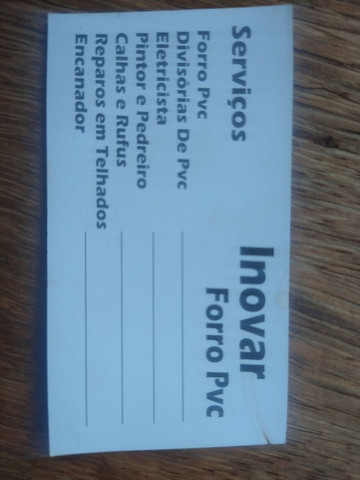 Inovar
Forro Pvc
Serviços
Forro Pvc
Divisórias De Pvc
Eletricista
Pintor e Pedreiro
Calhas e Rufus
Reparos em Telhados
Encanador